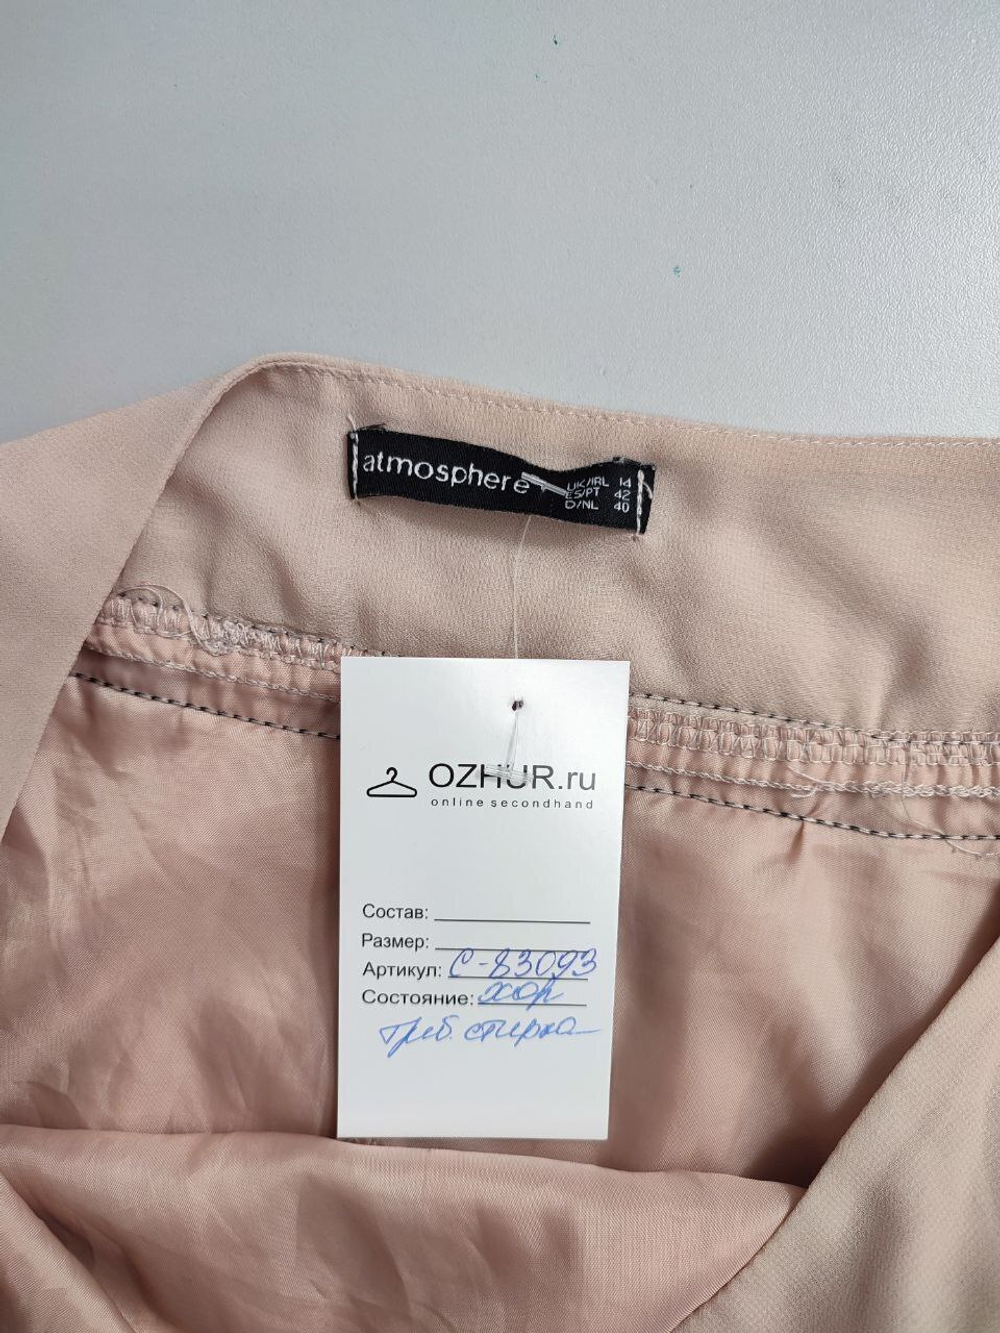 atmosphere
UK/IRL 14
ES/PT 42
D/NL 40
OZHUR.ru
online secondhand
Состав:
Размер:
Артикул: С-83093
Состояние: хор
треб. стирка